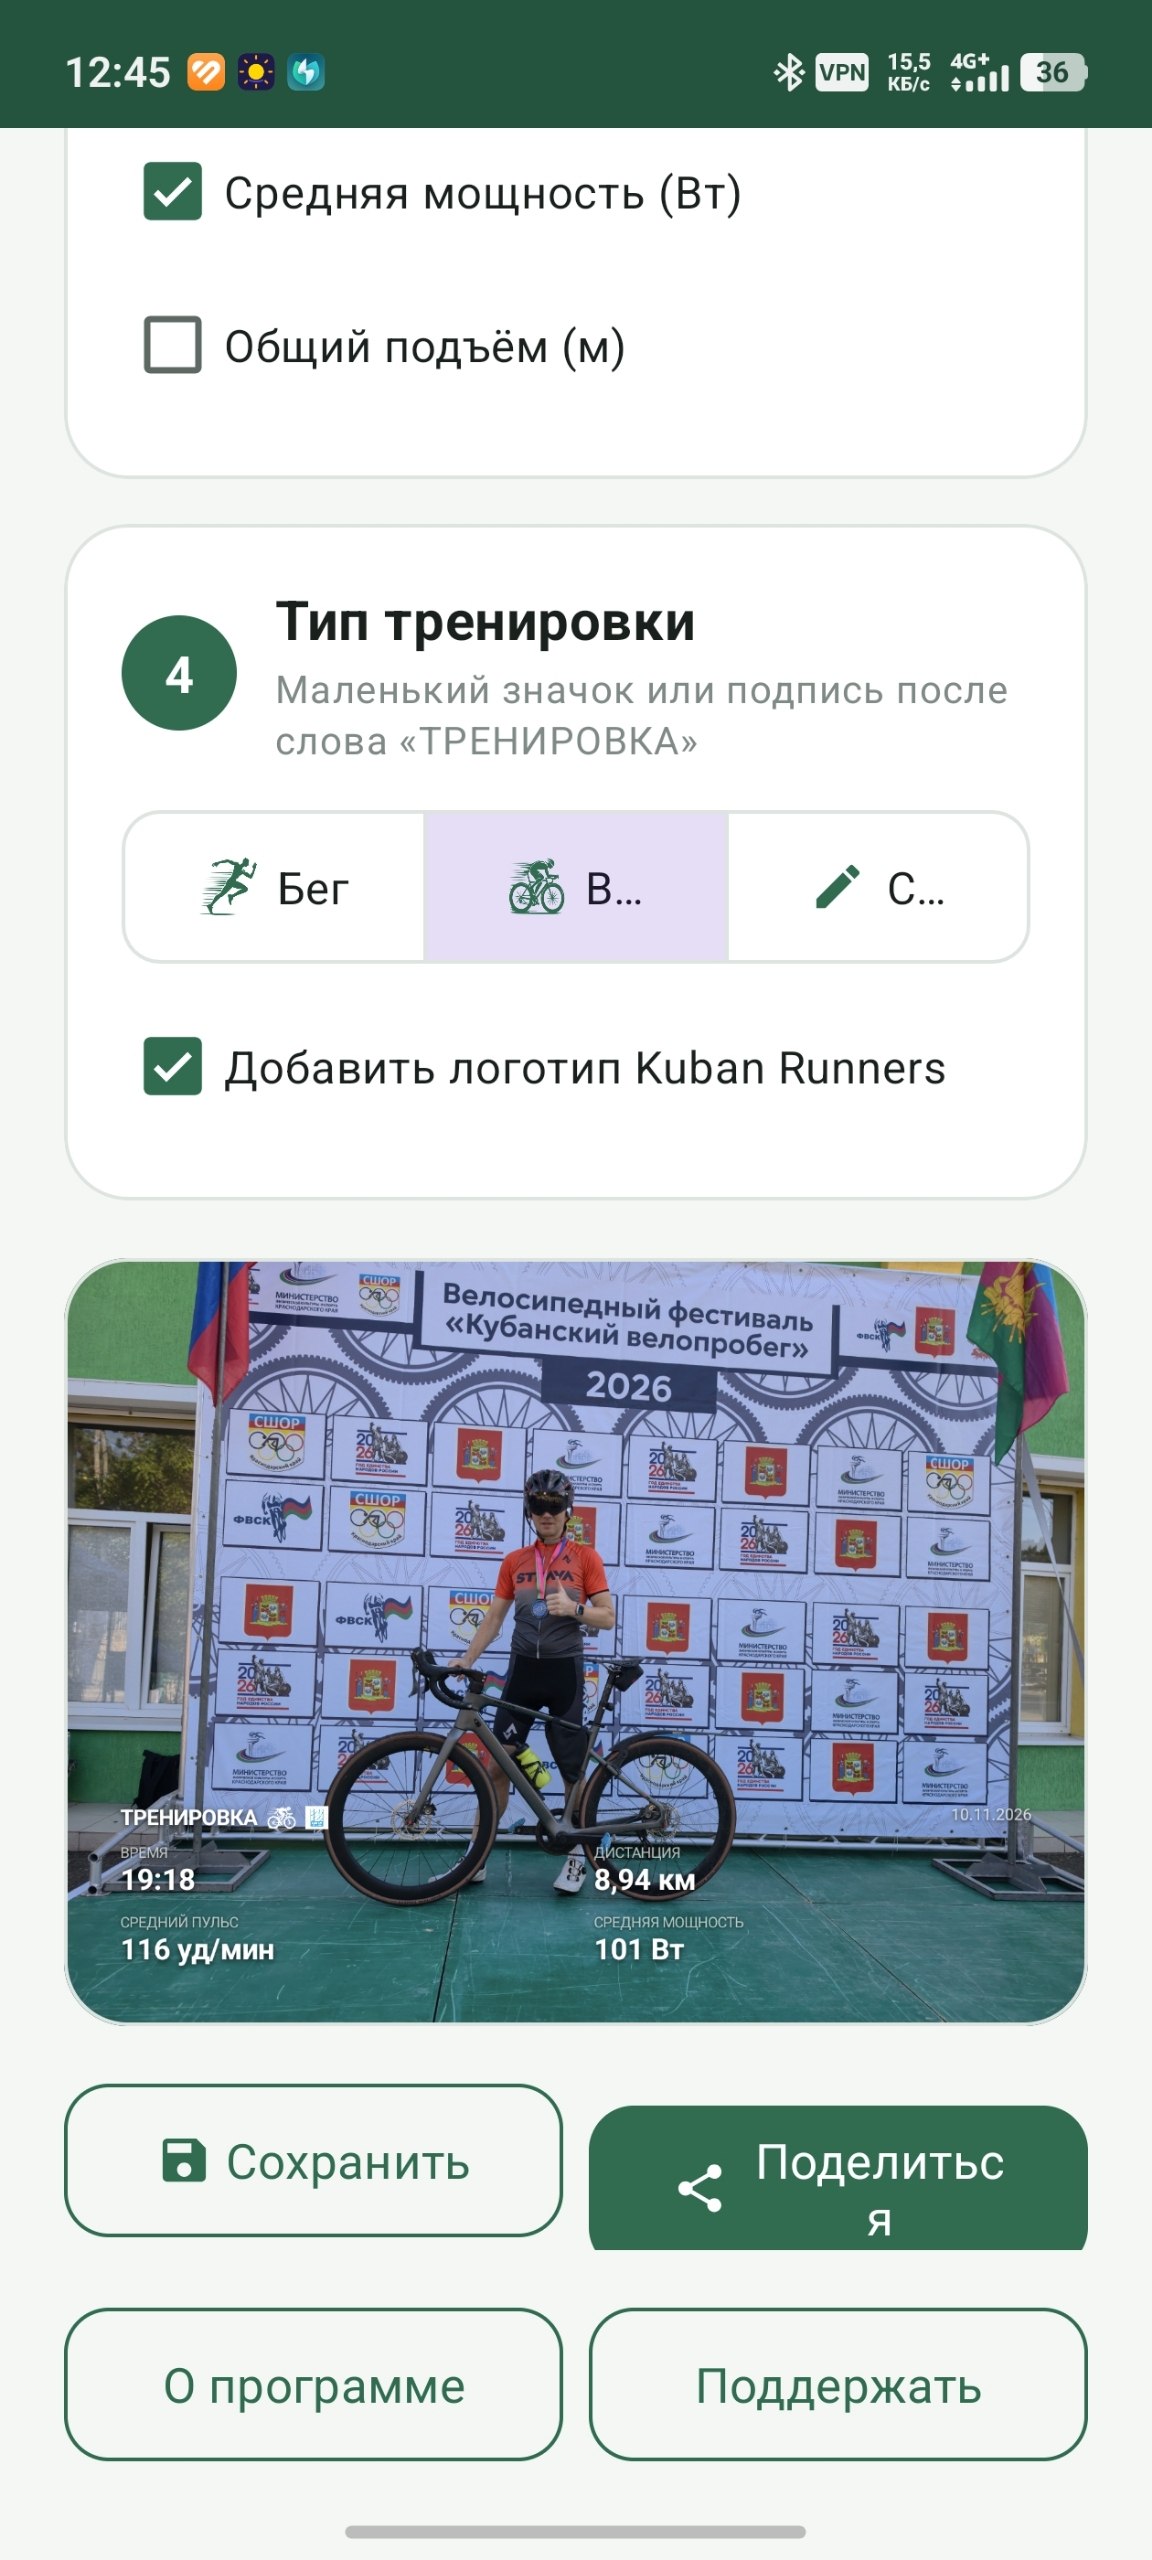 12:45
VPN
15,5
КБ/с
4G+
36
Средняя мощность (Вт)
Общий подъём (м)
4
Тип тренировки
Маленький значок или подпись после
слова «ТРЕНИРОВКА»
Бег
В...
С...
Добавить логотип Kuban Runners
Велосипедный фестиваль
«Кубанский велопробег»
2026
МИНИСТЕРСТВО
СШОР
ФВСК
STRAVA
ТРЕНИРОВКА
10.11.2026
ВРЕМЯ
ДИСТАНЦИЯ
19:18
8,94 км
СРЕДНИЙ ПУЛЬС
СРЕДНЯЯ МОЩНОСТЬ
116 уд/мин
101 Вт
Сохранить
Поделитьс
я
О программе
Поддержать